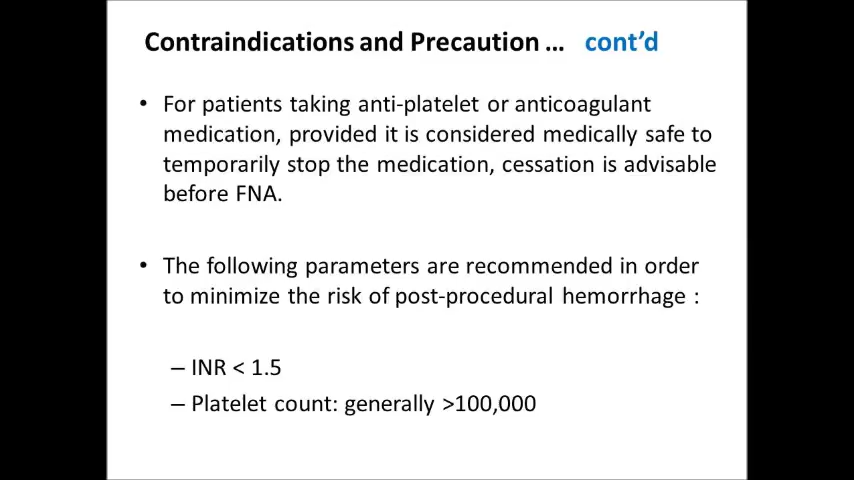 Contraindications and Precaution ... cont’d
• For patients taking anti-platelet or anticoagulant
medication, provided it is considered medically safe to
temporarily stop the medication, cessation is advisable
before FNA.
• The following parameters are recommended in order
to minimize the risk of post-procedural hemorrhage :
– INR < 1.5
– Platelet count: generally >100,000